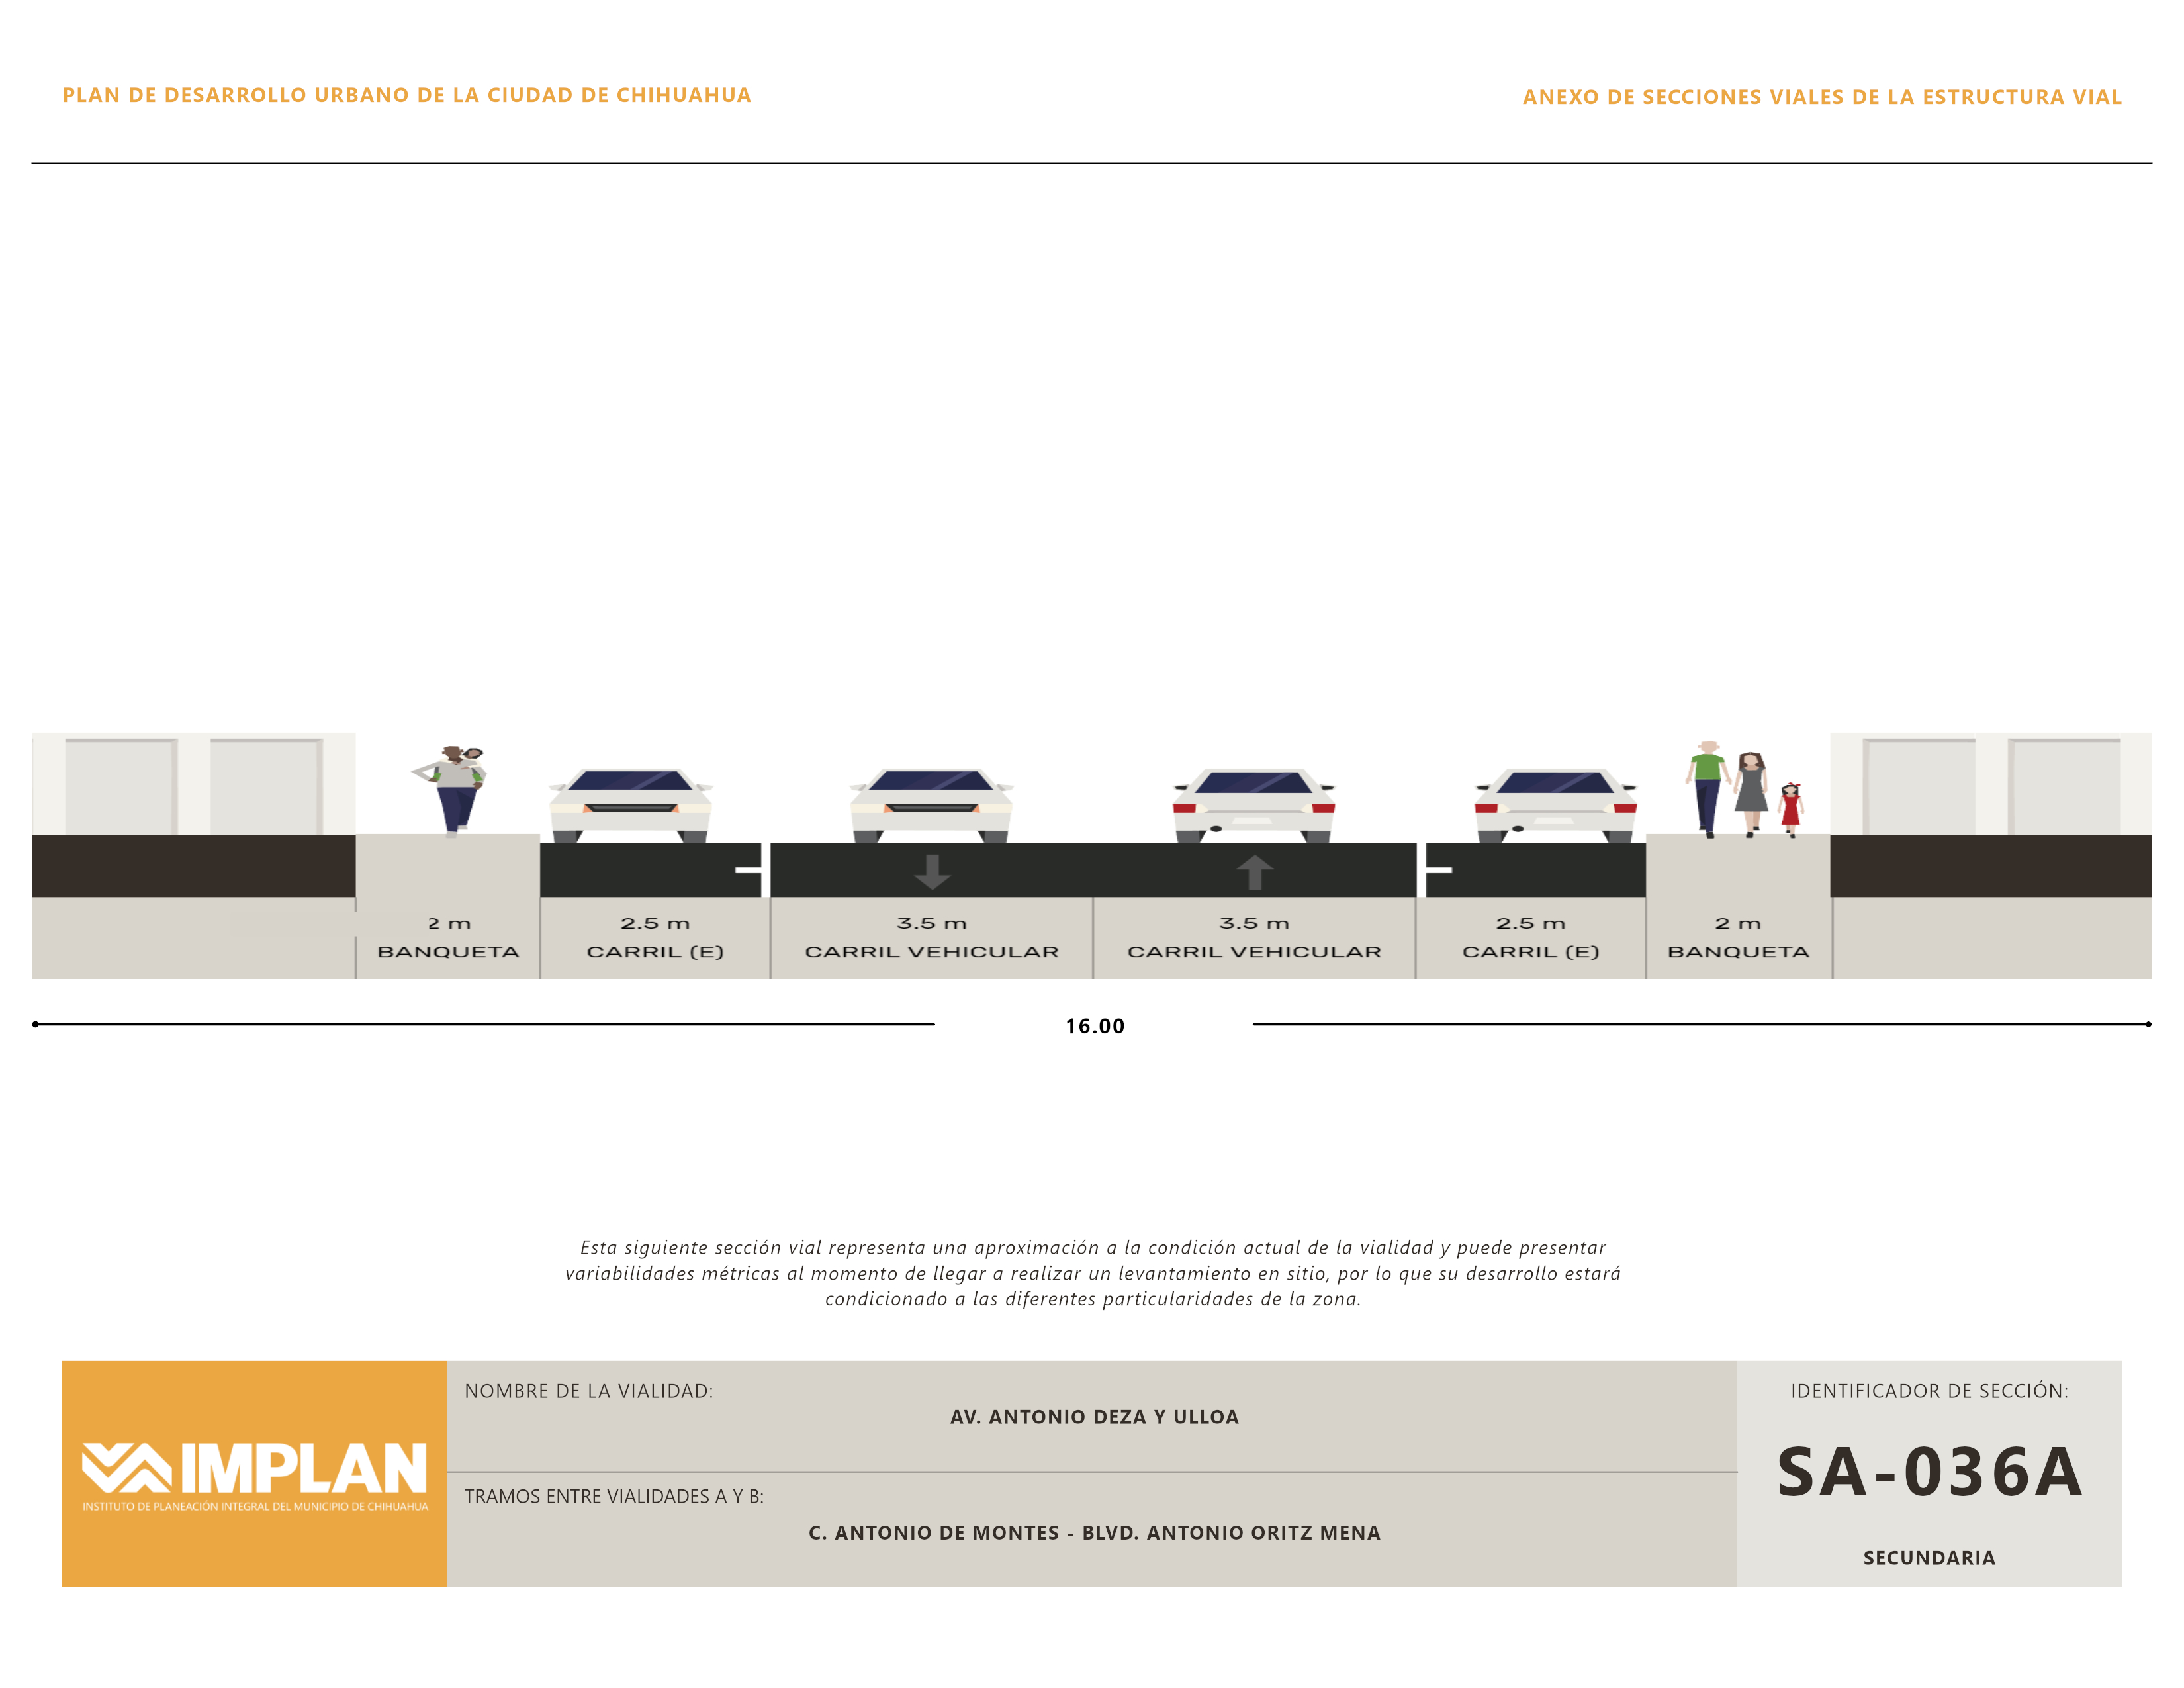 PLAN DE DESARROLLO URBANO DE LA CIUDAD DE CHIHUAHUA
ANEXO DE SECCIONES VIALES DE LA ESTRUCTURA VIAL
2 m
2.5 m
3.5 m
3.5 m
2.5 m
2 m
BANQUETA
CARRIL (E)
CARRIL VEHICULAR
CARRIL VEHICULAR
CARRIL (E)
BANQUETA
16.00
Esta siguiente sección vial representa una aproximación a la condición actual de la vialidad y puede presentar
variabilidades métricas al momento de llegar a realizar un levantamiento en sitio, por lo que su desarrollo estará
condicionado a las diferentes particularidades de la zona.
IMPLAN
INSTITUTO DE PLANEACIÓN INTEGRAL DEL MUNICIPIO DE CHIHUAHUA
NOMBRE DE LA VIALIDAD:
AV. ANTONIO DEZA Y ULLOA
TRAMOS ENTRE VIALIDADES A Y B:
C. ANTONIO DE MONTES - BLVD. ANTONIO ORITZ MENA
IDENTIFICADOR DE SECCIÓN:
SA-036A
SECUNDARIA